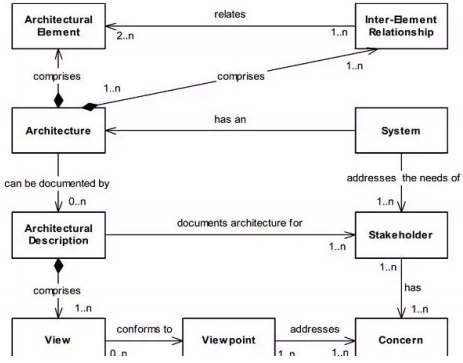 Architectural
Element
relates
2..n
1..n
Inter-Element
Relationship
comprises
1..n
comprises
1..n
Architecture
has an
System
can be documented by
0..n
addresses the needs of
1..n
Architectural
Description
documents architecture for
1..n
Stakeholder
comprises
1..n
1..n
has
1..n
View
conforms to
0..n
Viewpoint
addresses
1..n
1..n
Concern